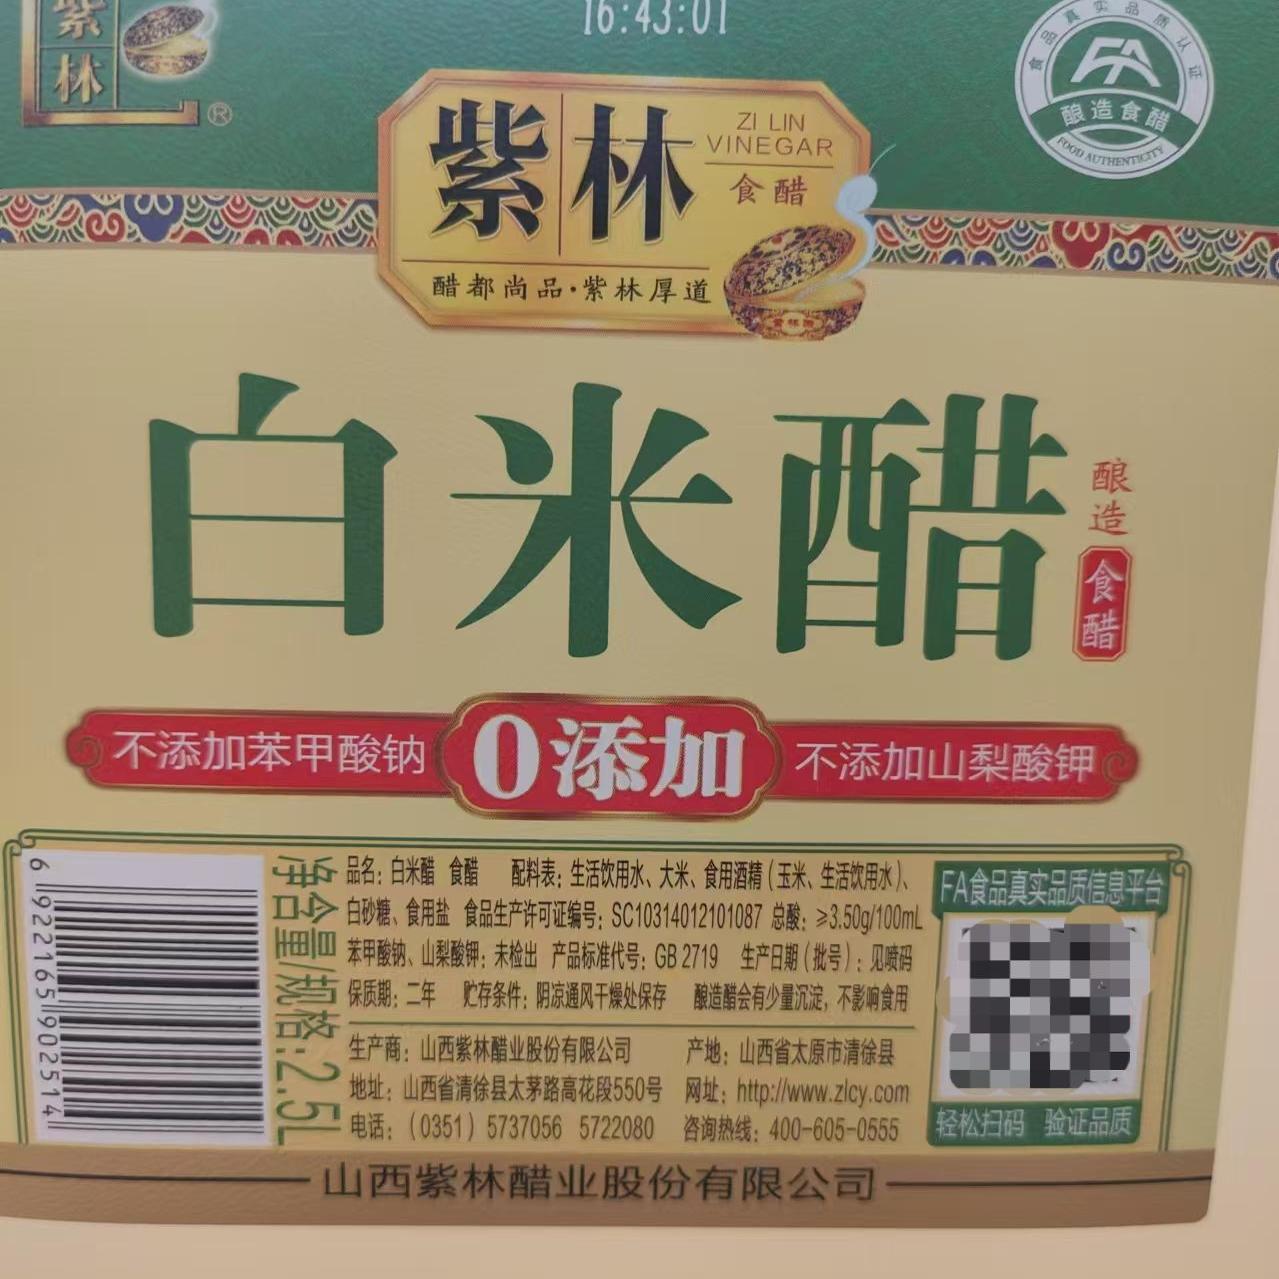 16:43:01
紫林
®
紫林
ZI LIN
VINEGAR
食醋
醋都尚品·紫林厚道
紫林醋
食品真实品质认证
FA
酿造食醋
FOOD AUTHENTICITY
白米醋
酿造
食醋
不添加苯甲酸钠 0添加 不添加山梨酸钾
6922165902514
净含量/规格:2.5L
品名：白米醋 食醋 配料表：生活饮用水、大米、食用酒精（玉米、生活饮用水）、
白砂糖、食用盐 食品生产许可证编号：SC10314012101087 总酸：≥3.50g/100mL
苯甲酸钠、山梨酸钾：未检出 产品标准代号：GB 2719 生产日期（批号）：见喷码
保质期：二年 贮存条件：阴凉通风干燥处保存 酿造醋会有少量沉淀，不影响食用
生产商：山西紫林醋业股份有限公司 产地：山西省太原市清徐县
地址：山西省清徐县太茅路高花段550号 网址：http://www.zlcy.com
电话：（0351）5737056 5722080 咨询热线：400-605-0555
FA食品真实品质信息平台
轻松扫码 验证品质
山西紫林醋业股份有限公司